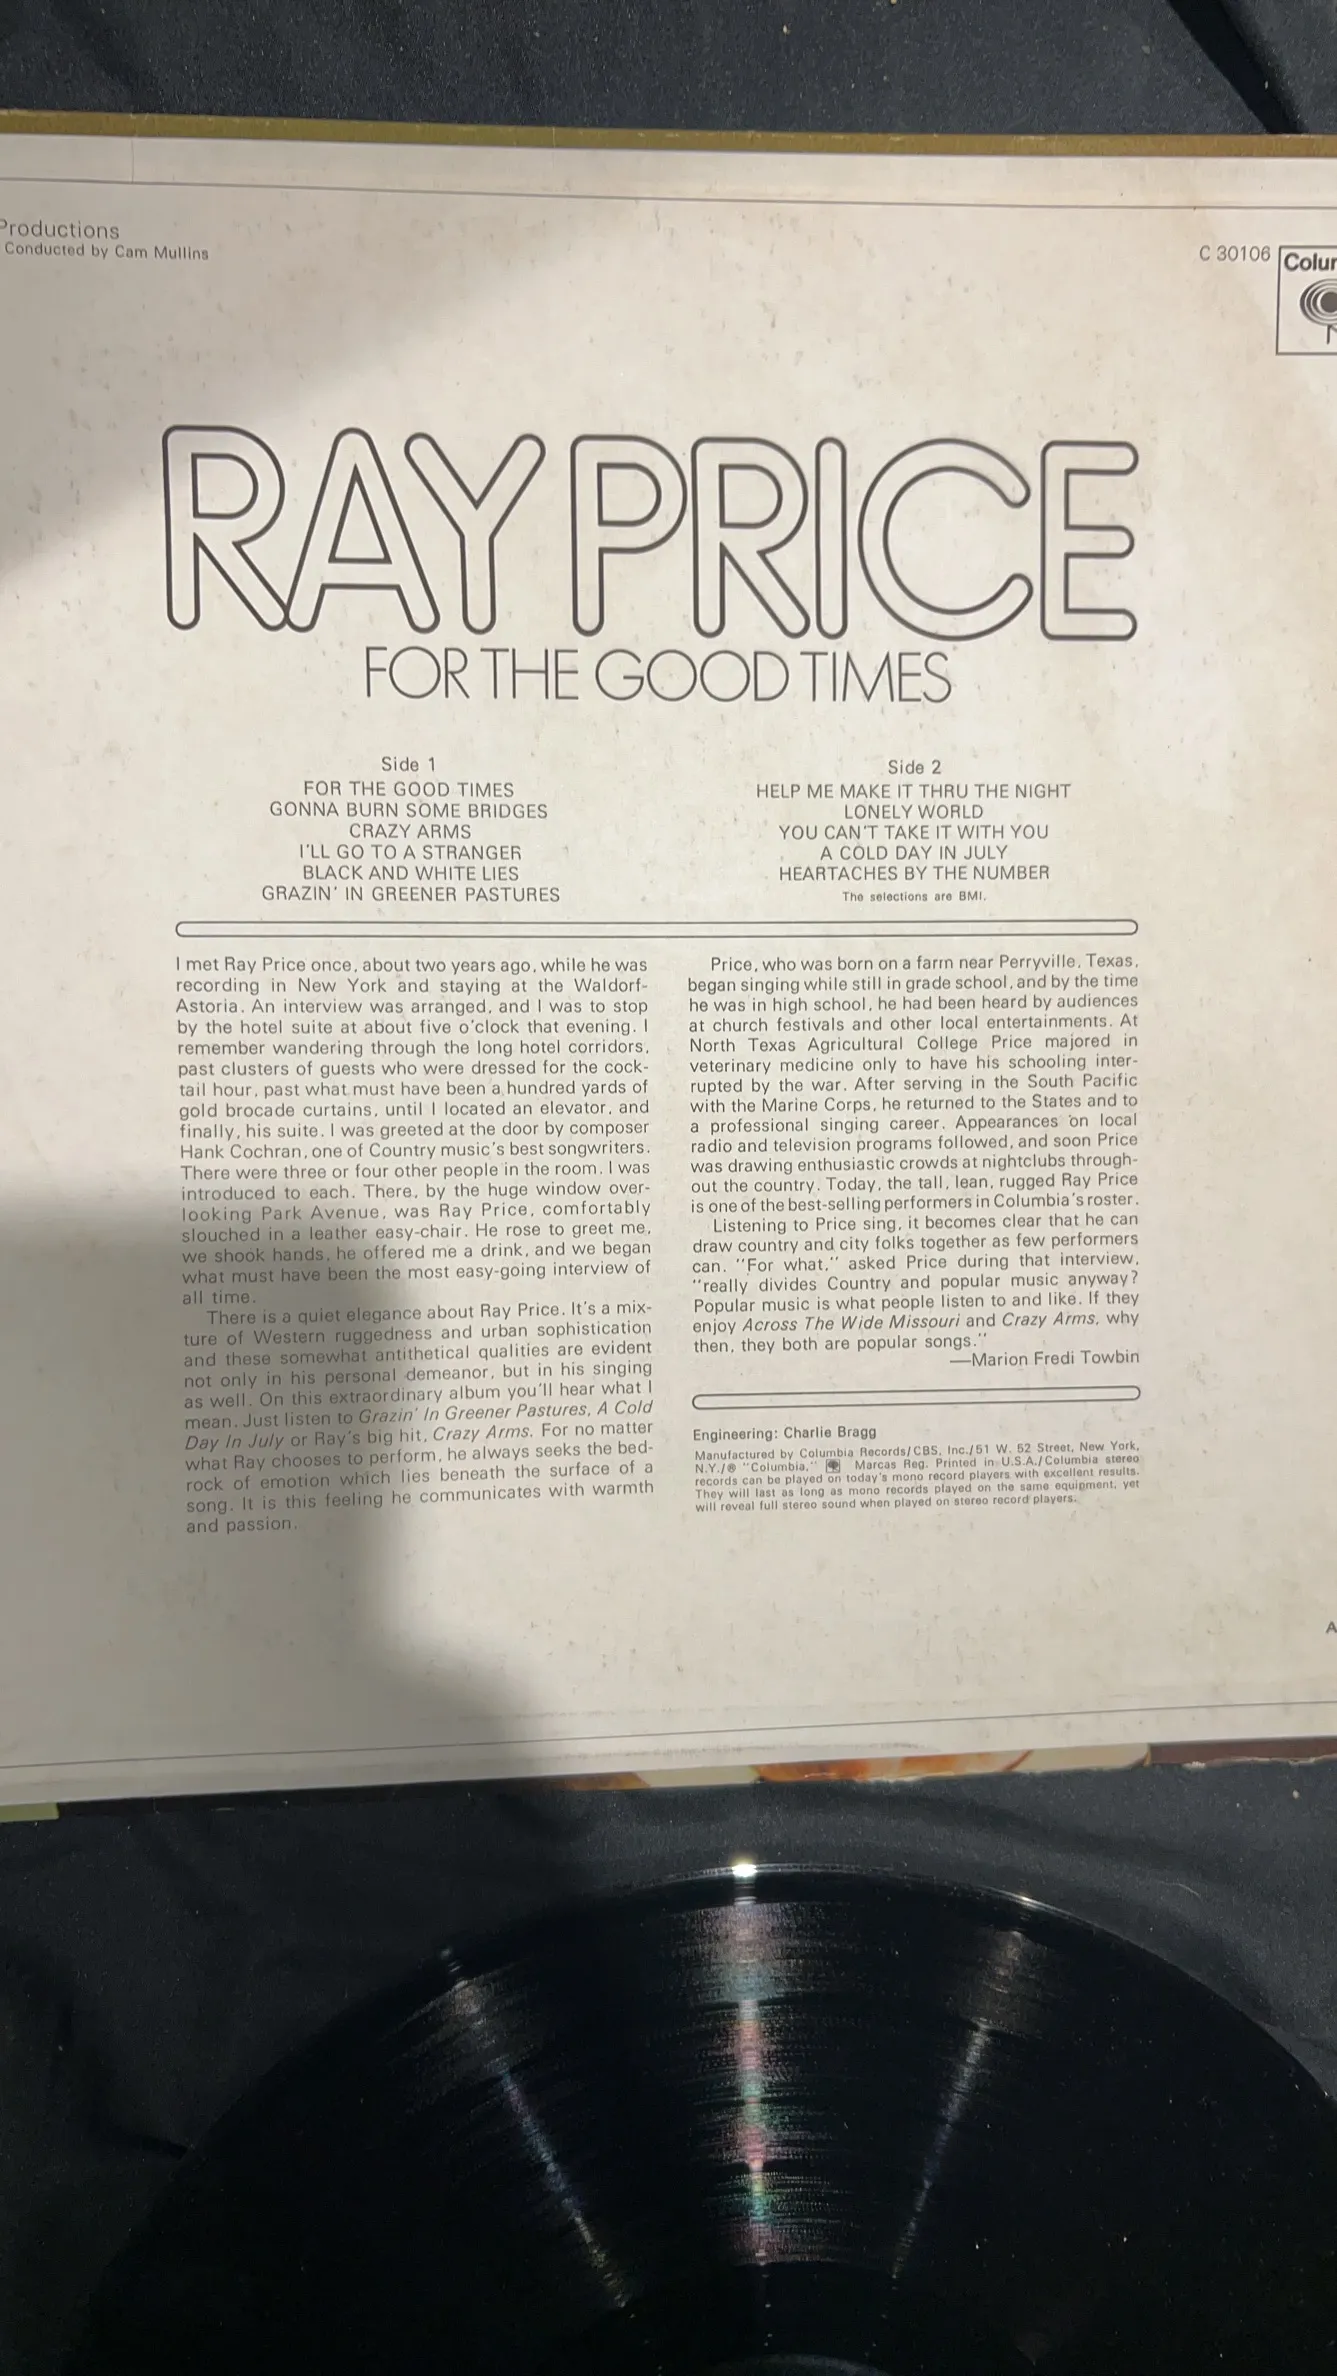 Productions
Conducted by Cam Mullins
C 30106
RAY PRICE
FOR THE GOOD TIMES
Side 1
FOR THE GOOD TIMES
GONNA BURN SOME BRIDGES
CRAZY ARMS
I'LL GO TO A STRANGER
BLACK AND WHITE LIES
GRAZIN' IN GREENER PASTURES
Side 2
HELP ME MAKE IT THRU THE NIGHT
LONELY WORLD
YOU CAN'T TAKE IT WITH YOU
A COLD DAY IN JULY
HEARTACHES BY THE NUMBER
The selections are BMI.
I met Ray Price once, about two years ago, while he was
recording in New York and staying at the Waldorf-
Astoria. An interview was arranged, and I was to stop
by the hotel suite at about five o'clock that evening. I
remember wandering through the long hotel corridors,
past clusters of guests who were dressed for the cock-
tail hour, past what must have been a hundred yards of
gold brocade curtains, until I located an elevator, and
finally, his suite. I was greeted at the door by composer
Hank Cochran, one of Country music's best songwriters.
There were three or four other people in the room. I was
introduced to each. There, by the huge window over-
looking Park Avenue, was Ray Price, comfortably
slouched in a leather easy-chair. He rose to greet me,
we shook hands, he offered me a drink, and we began
what must have been the most easy-going interview of
all time.
There is a quiet elegance about Ray Price. It's a mix-
ture of Western ruggedness and urban sophistication
and these somewhat antithetical qualities are evident
not only in his personal demeanor, but in his singing
as well. On this extraordinary album you'll hear what I
mean. Just listen to Grazin' In Greener Pastures, A Cold
Day In July or Ray's big hit, Crazy Arms. For no matter
what Ray chooses to perform, he always seeks the bed-
rock of emotion which lies beneath the surface of a
song. It is this feeling he communicates with warmth
and passion.
Price, who was born on a farm near Perryville, Texas,
began singing while still in grade school, and by the time
he was in high school, he had been heard by audiences
at church festivals and other local entertainments. At
North Texas Agricultural College Price majored in
veterinary medicine only to have his schooling inter-
rupted by the war. After serving in the South Pacific
with the Marine Corps, he returned to the States and to
a professional singing career. Appearances on local
radio and television programs followed, and soon Price
was drawing enthusiastic crowds at nightclubs through-
out the country. Today, the tall, lean, rugged Ray Price
is one of the best-selling performers in Columbia's roster.
Listening to Price sing, it becomes clear that he can
draw country and city folks together as few performers
can. "For what," asked Price during that interview,
"really divides Country and popular music anyway?
Popular music is what people listen to and like. If they
enjoy Across The Wide Missouri and Crazy Arms, why
then, they both are popular songs."
—Marion Fredi Towbin
Engineering: Charlie Bragg
Manufactured by Columbia Records/CBS, Inc./51 W. 52 Street, New York,
N.Y./® "Columbia," Marcas Reg. Printed in U.S.A./Columbia stereo
records can be played on today's mono record players with excellent results.
They will last as long as mono records played on the same equipment, yet
will reveal full stereo sound when played on stereo record players.